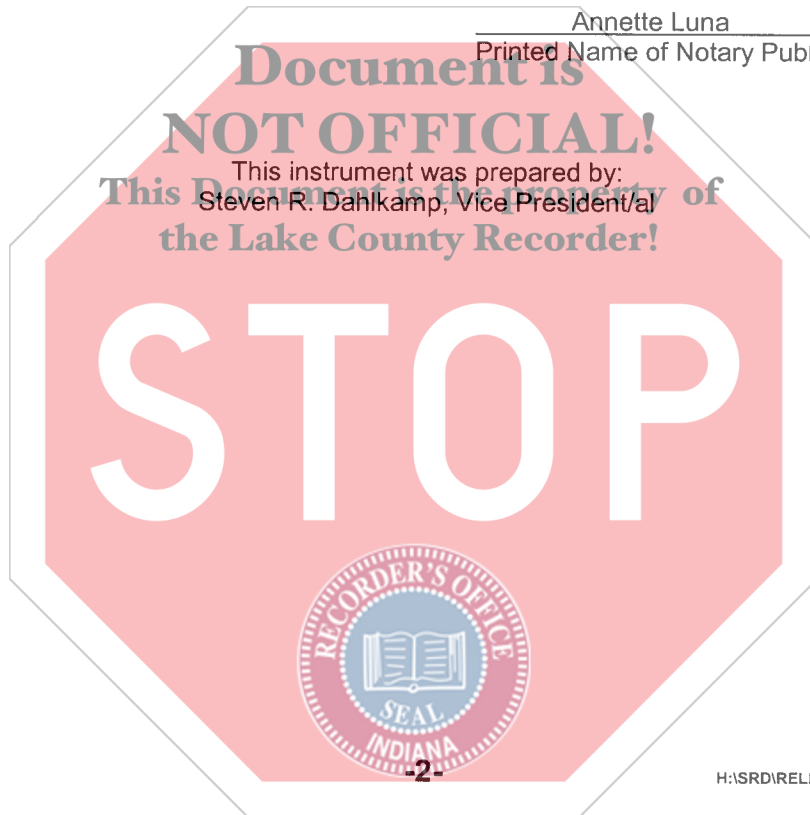 Annette Luna
Printed Name of Notary Publ
Document is
NOT OFFICIAL!
This instrument was prepared by:
This Document is the property of
Steven R. Dahlkamp, Vice President/al
the Lake County Recorder!
STOP
RECORDER'S OFFICE
SEAL
INDIANA
-2-
H:\SRD\REL